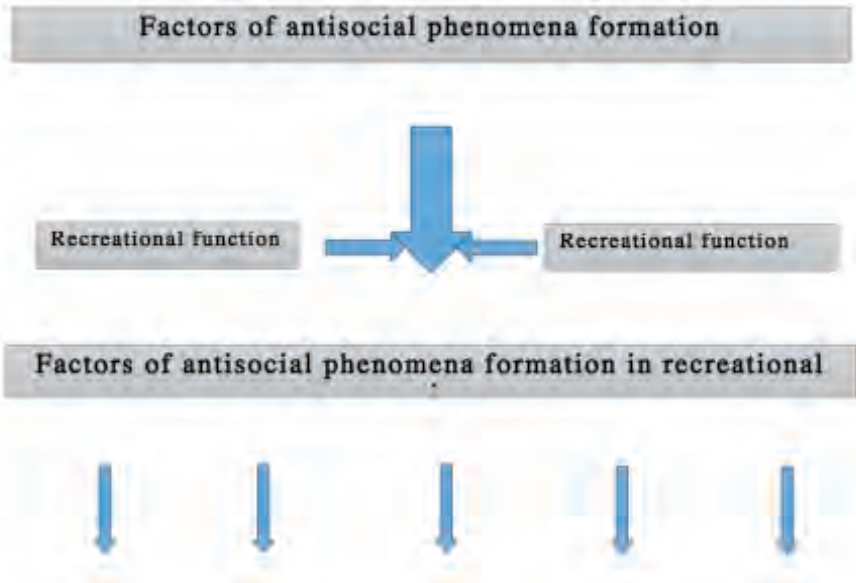 Factors of antisocial phenomena formation
Recreational function
Recreational function
Factors of antisocial phenomena formation in recreational